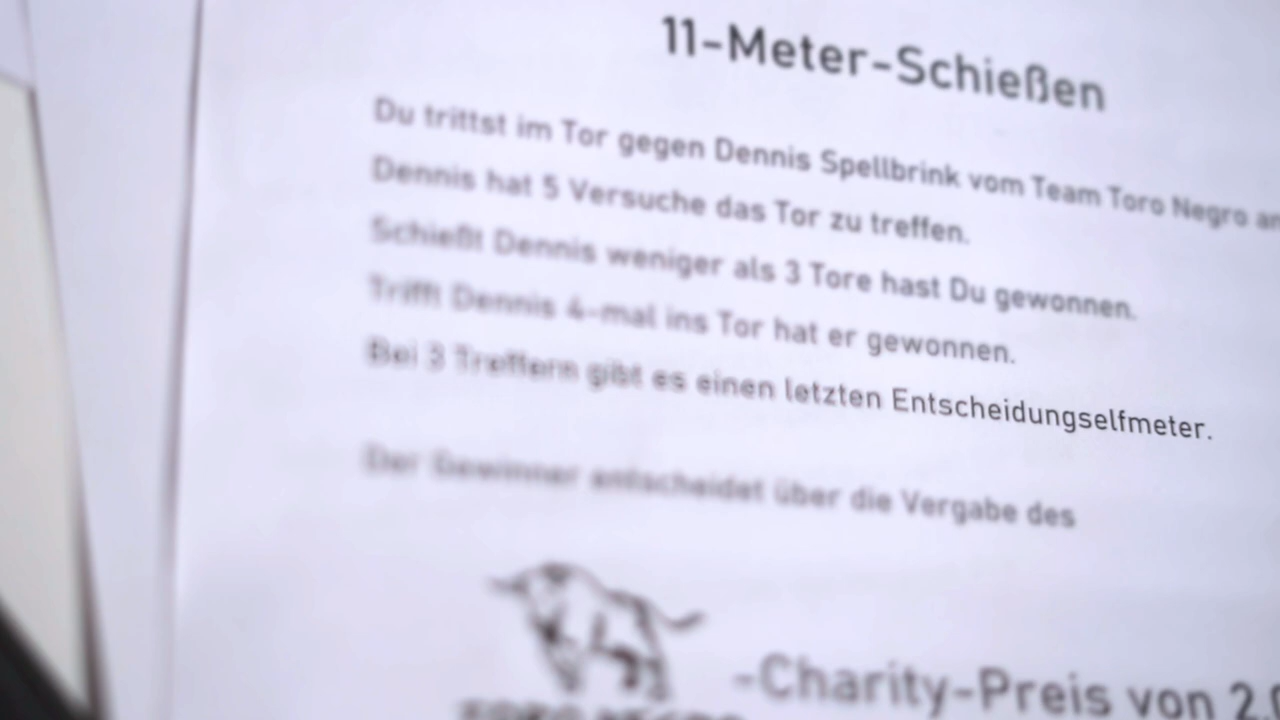 11-Meter-Schießen
Du trittst im Tor gegen Dennis Spellbrink vom Team Toro Negro an
Dennis hat 5 Versuche das Tor zu treffen.
Schießt Dennis weniger als 3 Tore hast Du gewonnen.
Trifft Dennis 4-mal ins Tor hat er gewonnen.
Bei 3 Treffern gibt es einen letzten Entscheidungselfmeter.
Der Gewinner entscheidet über die Vergabe des
-Charity-Preis von